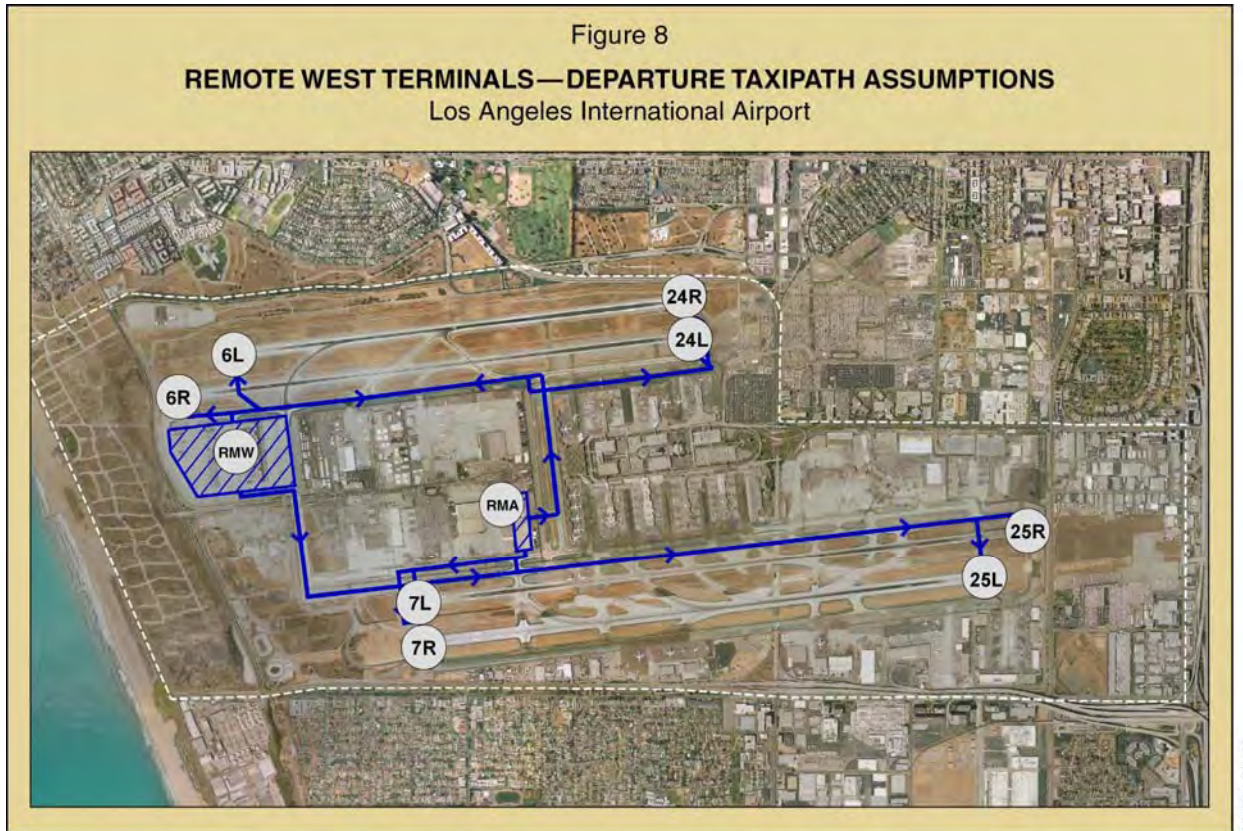 Figure 8
REMOTE WEST TERMINALS—DEPARTURE TAXIPATH ASSUMPTIONS
Los Angeles International Airport
24R
24L
6L
6R
RMW
RMA
25R
25L
7L
7R